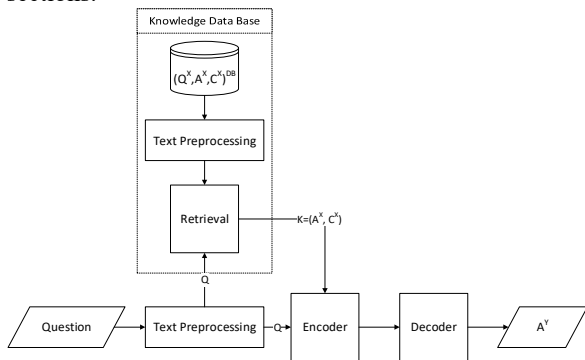 Knowledge Data Base
(Q^X,A^X,C^X)^DB
Text Preprocessing
Retrieval
K=(A^X, C^X)
Q
Question
Text Preprocessing
Q
Encoder
Decoder
A^Y